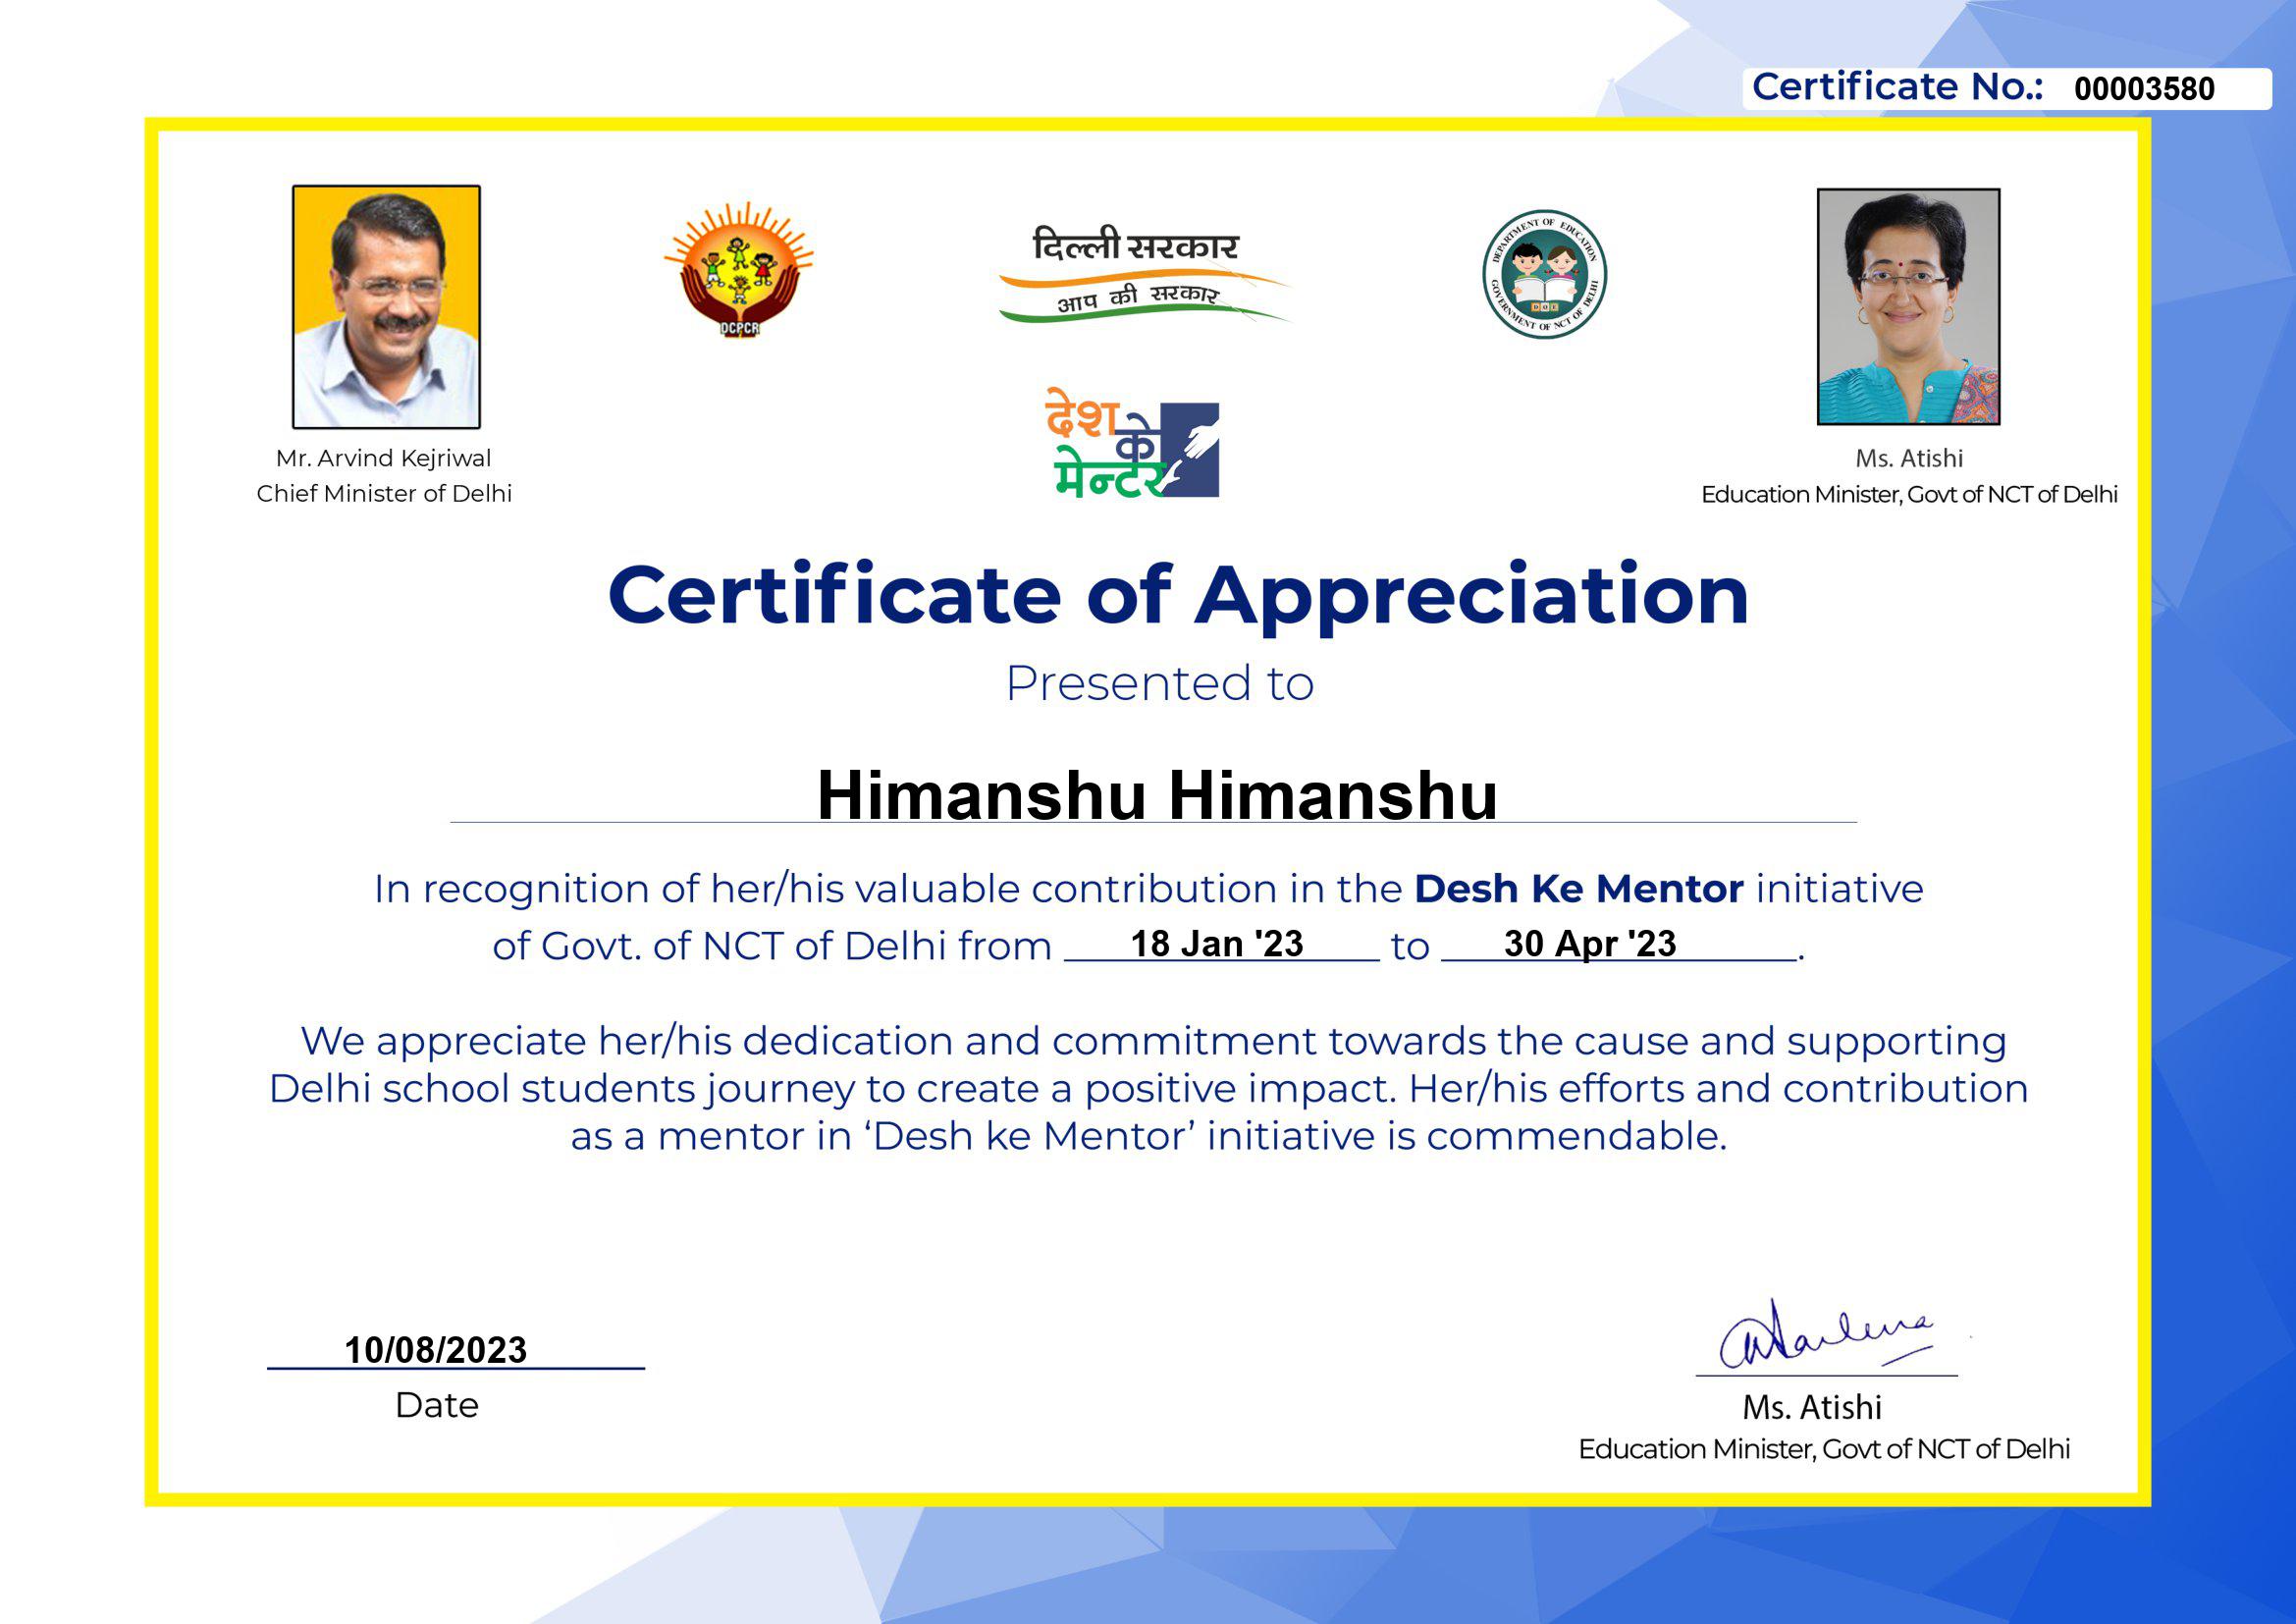 Certificate No.: 00003580
दिल्ली सरकार
आप की सरकार
DCPCR
DEPARTMENT OF EDUCATION
GOVERNMENT OF NCT OF DELHI
DOE
देश
के
मेन्टर
Mr. Arvind Kejriwal
Chief Minister of Delhi
Ms. Atishi
Education Minister, Govt of NCT of Delhi
Certificate of Appreciation
Presented to
Himanshu Himanshu
In recognition of her/his valuable contribution in the Desh Ke Mentor initiative
of Govt. of NCT of Delhi from 18 Jan '23 to 30 Apr '23.
We appreciate her/his dedication and commitment towards the cause and supporting
Delhi school students journey to create a positive impact. Her/his efforts and contribution
as a mentor in ‘Desh ke Mentor’ initiative is commendable.
10/08/2023
Date
Ms. Atishi
Education Minister, Govt of NCT of Delhi